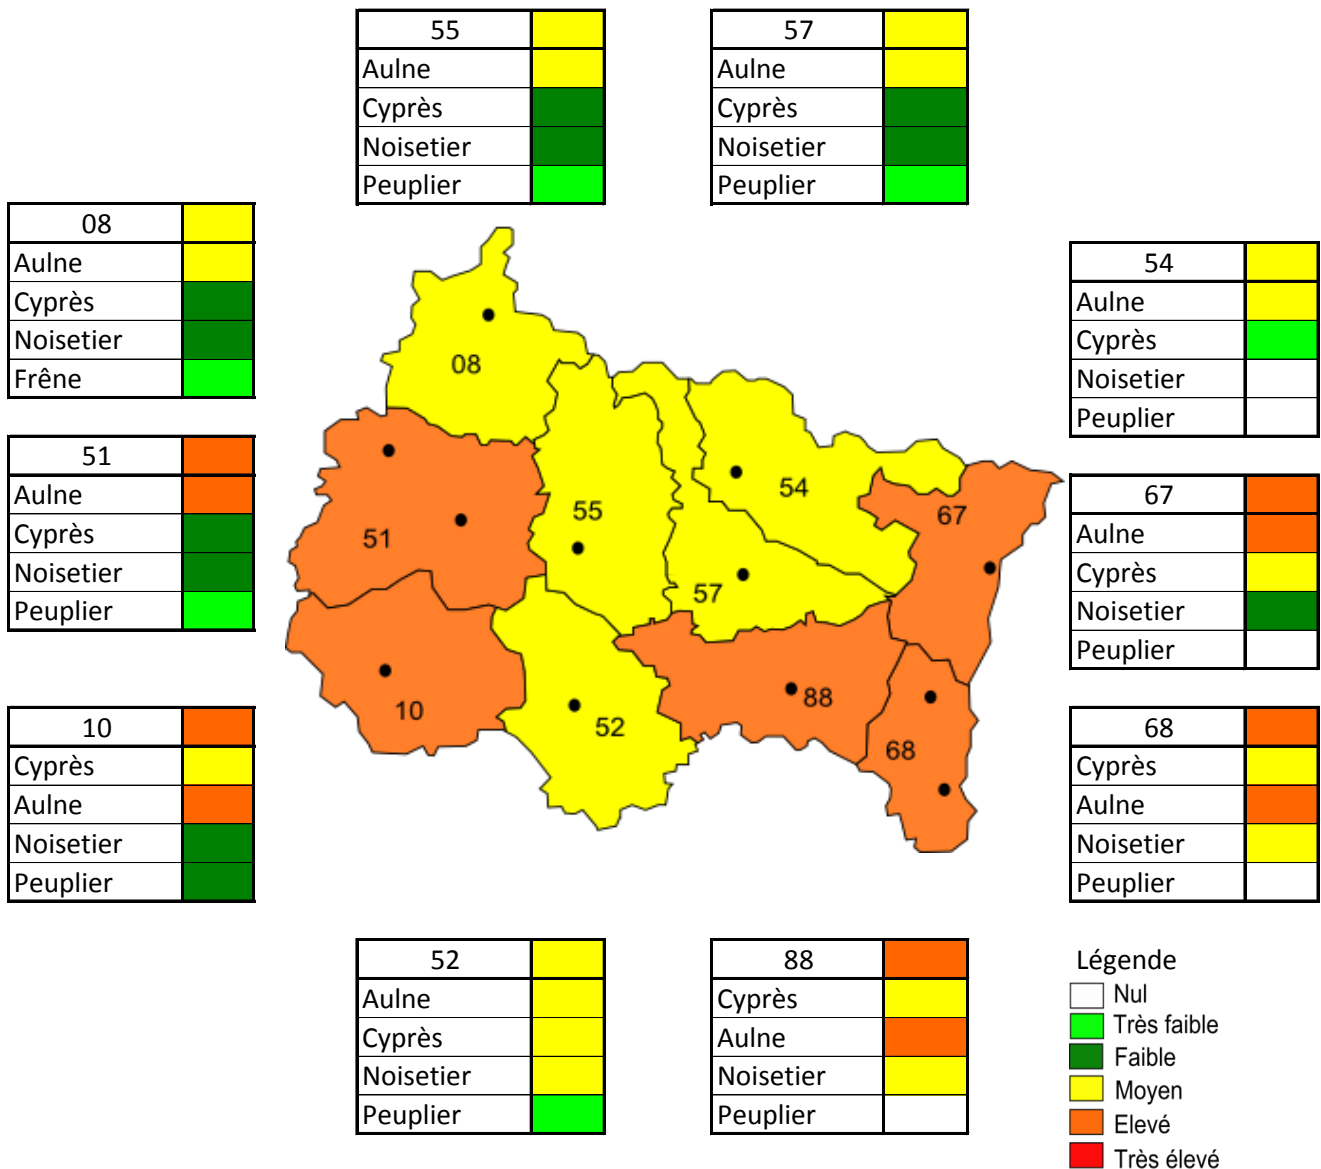 55
Aulne
Cyprès
Noisetier
Peuplier
57
Aulne
Cyprès
Noisetier
Peuplier
08
Aulne
Cyprès
Noisetier
Frêne
54
Aulne
Cyprès
Noisetier
Peuplier
51
Aulne
Cyprès
Noisetier
Peuplier
67
Aulne
Cyprès
Noisetier
Peuplier
10
Cyprès
Aulne
Noisetier
Peuplier
68
Cyprès
Aulne
Noisetier
Peuplier
08
54
55
67
51
57
88
10
52
68
52
Aulne
Cyprès
Noisetier
Peuplier
88
Cyprès
Aulne
Noisetier
Peuplier
Légende
Nul
Très faible
Faible
Moyen
Elevé
Très élevé